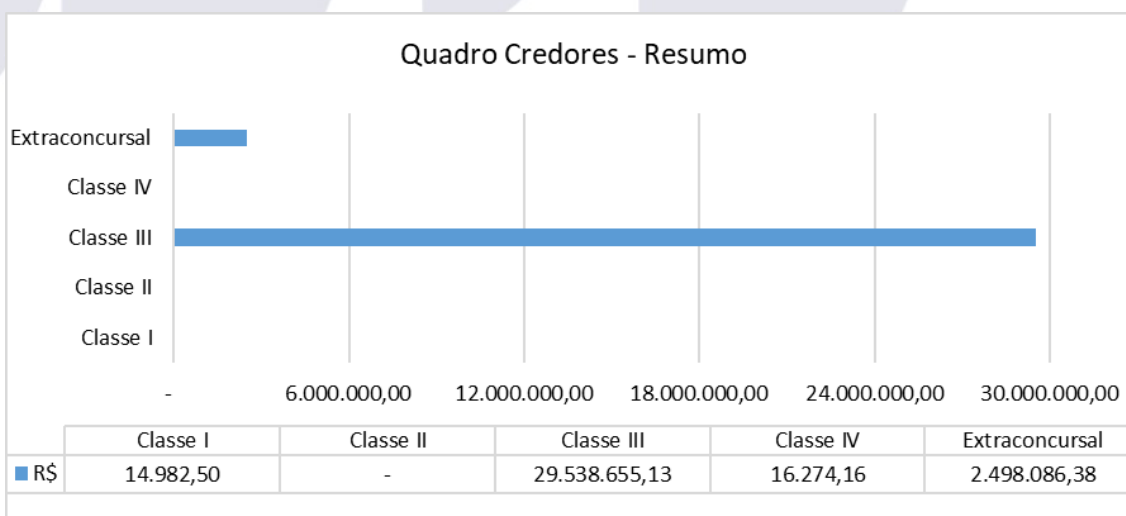 Quadro Credores - Resumo
Extraconcursal
Classe IV
Classe III
Classe II
Classe I
- 6.000.000,00 12.000.000,00 18.000.000,00 24.000.000,00 30.000.000,00
Classe I Classe II Classe III Classe IV Extraconcursal
R$ 14.982,50 - 29.538.655,13 16.274,16 2.498.086,38